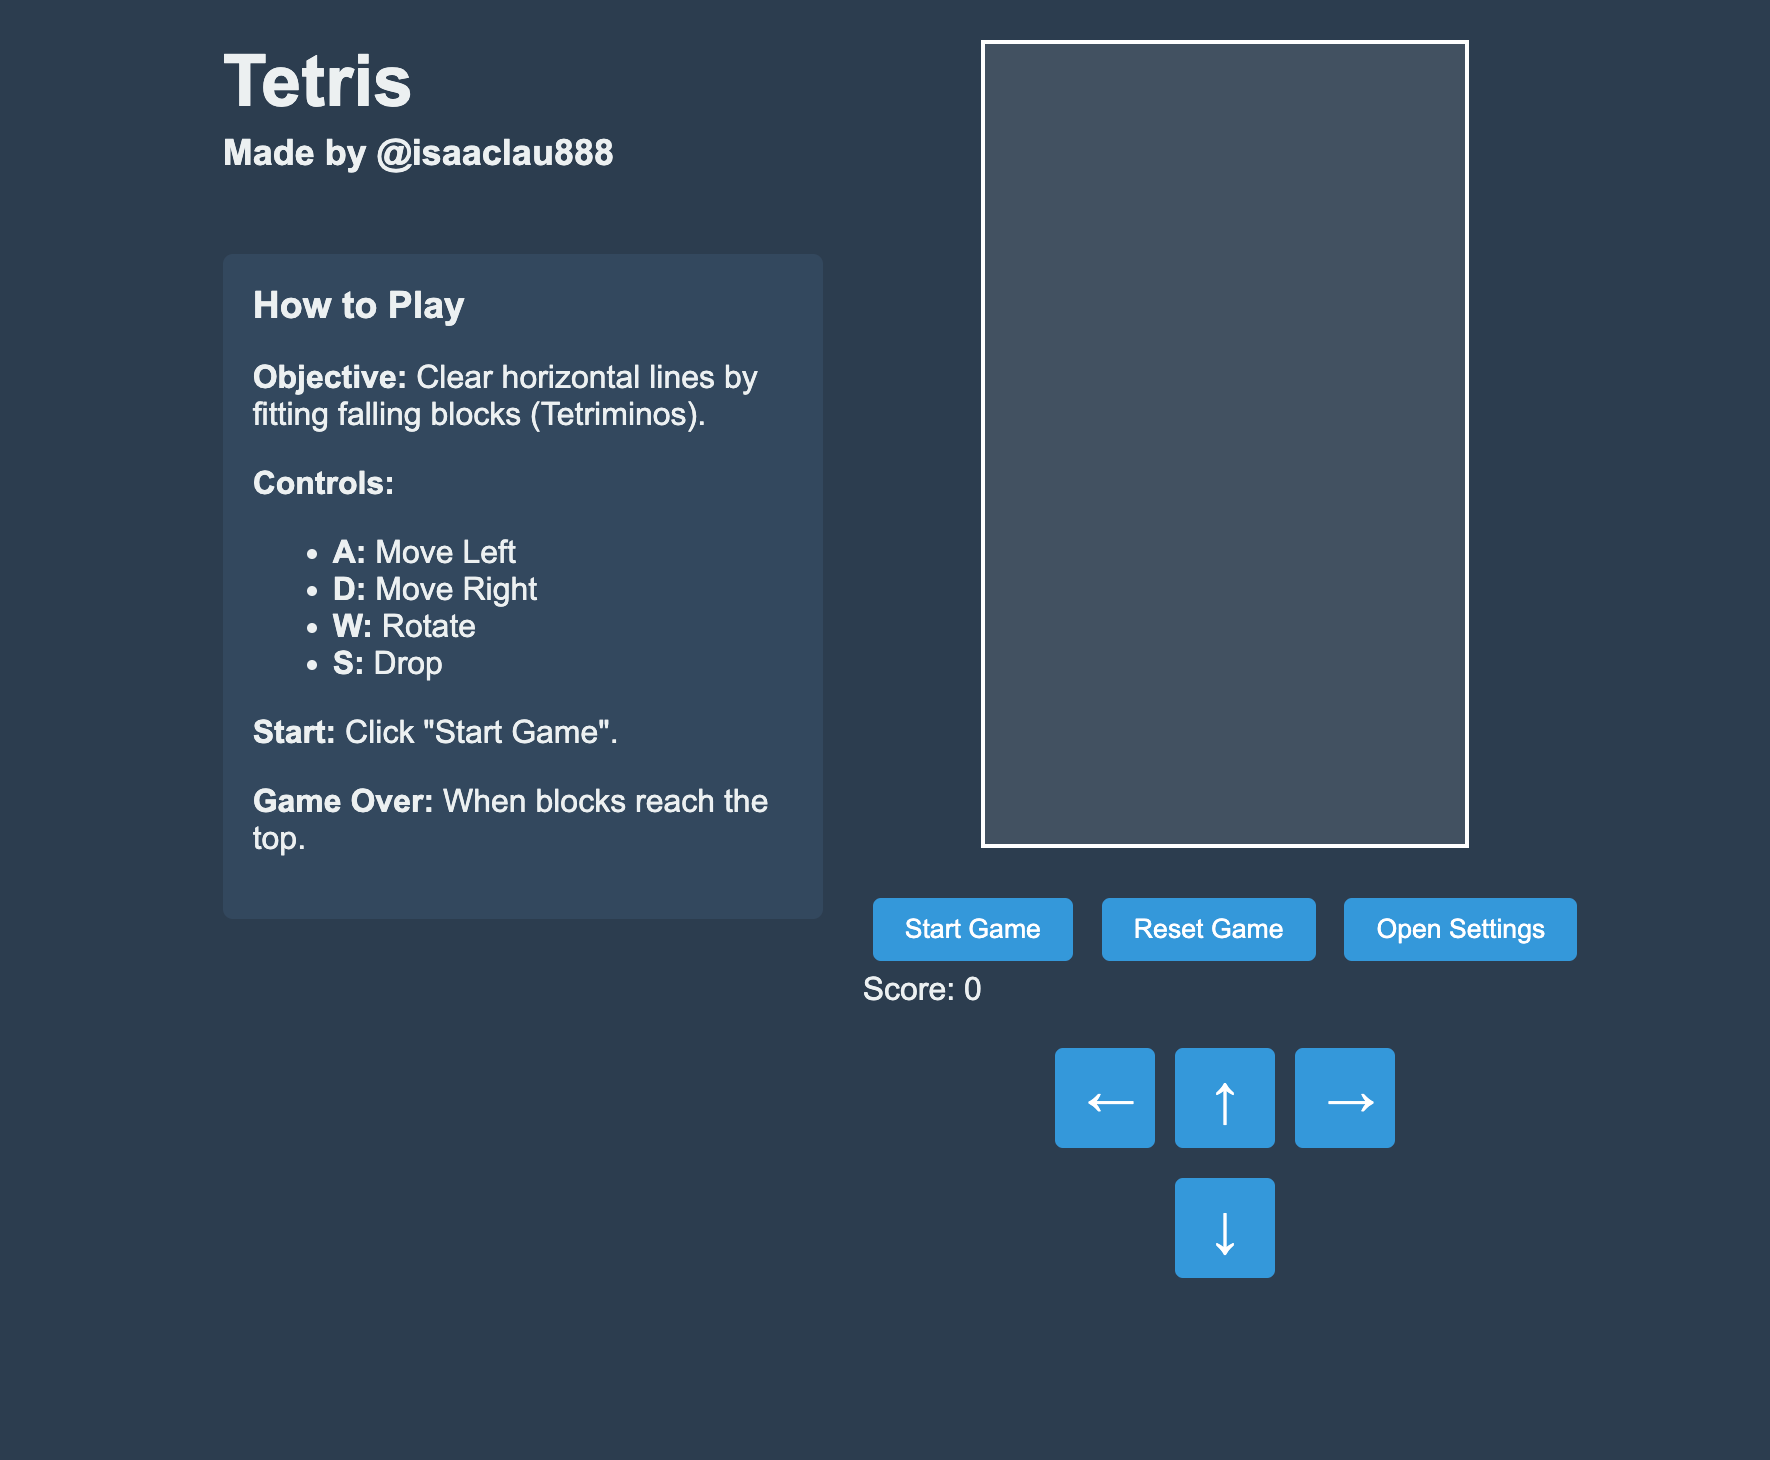 Tetris
Made by @isaaclau888
How to Play
Objective: Clear horizontal lines by
fitting falling blocks (Tetriminos).
Controls:
• A: Move Left
• D: Move Right
• W: Rotate
• S: Drop
Start: Click "Start Game".
Game Over: When blocks reach the
top.
Start Game
Reset Game
Open Settings
Score: 0
← ↑ →
↓